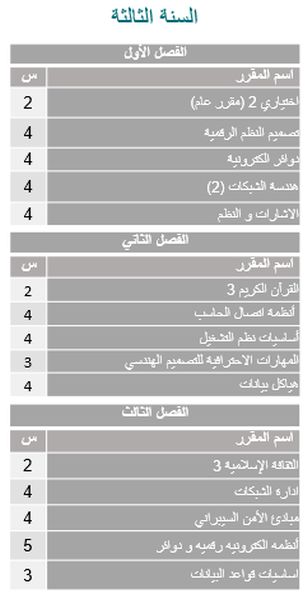 السنة الثالثة
الفصل الأول
اسم المقرر س
اختياري 2 (مقرر عام) 2
تصميم النظم الرقمية 4
دوائر الكترونية 4
هندسة الشبكات (2) 4
الاشارات و النظم 4
الفصل الثاني
اسم المقرر س
القرآن الكريم 3 2
أنظمة اتصال الحاسب 4
أساسيات نظم التشغيل 4
المهارات الاحترافية للتصميم الهندسي 3
هياكل بيانات 4
الفصل الثالث
اسم المقرر س
الثقافة الإسلامية 3 2
ادارة الشبكات 4
مبادئ الأمن السيبراني 4
أنظمه الكترونيه رقميه و دوائر 5
اساسيات قواعد البيانات 3